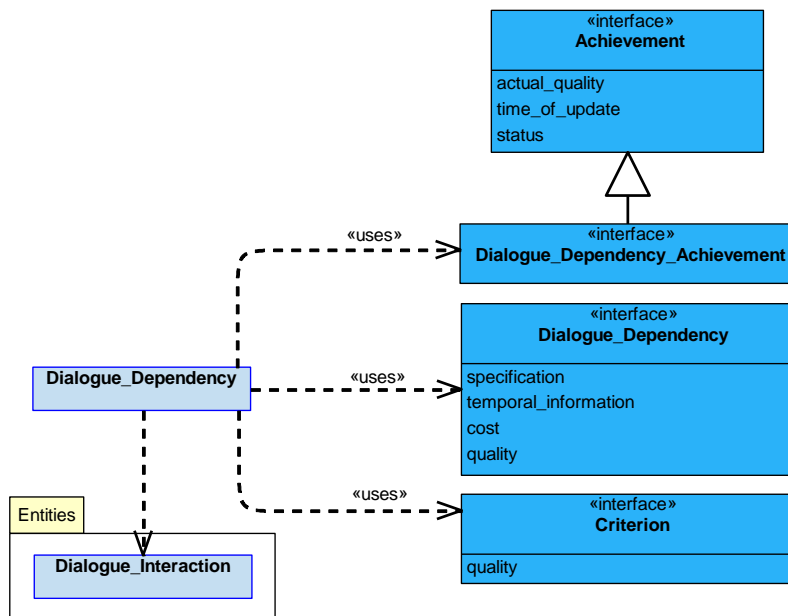 «interface»
Achievement
actual_quality
time_of_update
status
«uses»
«interface»
Dialogue_Dependency_Achievement
«interface»
Dialogue_Dependency
specification
temporal_information
cost
quality
Dialogue_Dependency
«uses»
«uses»
«interface»
Criterion
quality
Entities
Dialogue_Interaction